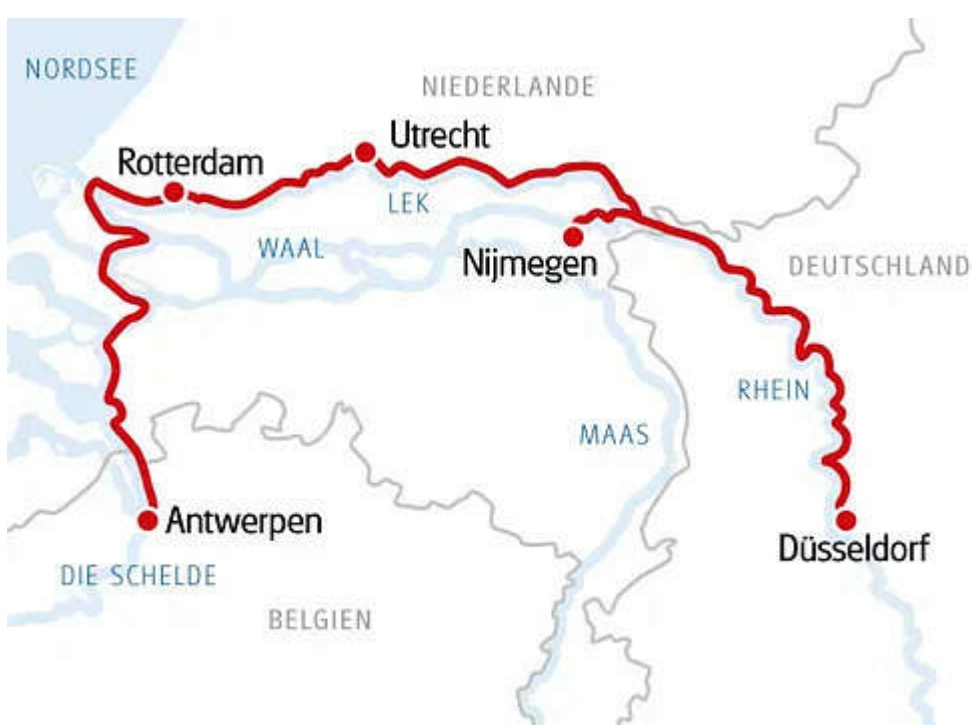 NORDSEE
NIEDERLANDE
Utrecht
Rotterdam
LEK
WAAL
Nijmegen
DEUTSCHLAND
RHEIN
MAAS
Antwerpen
Düsseldorf
DIE SCHELDE
BELGIEN